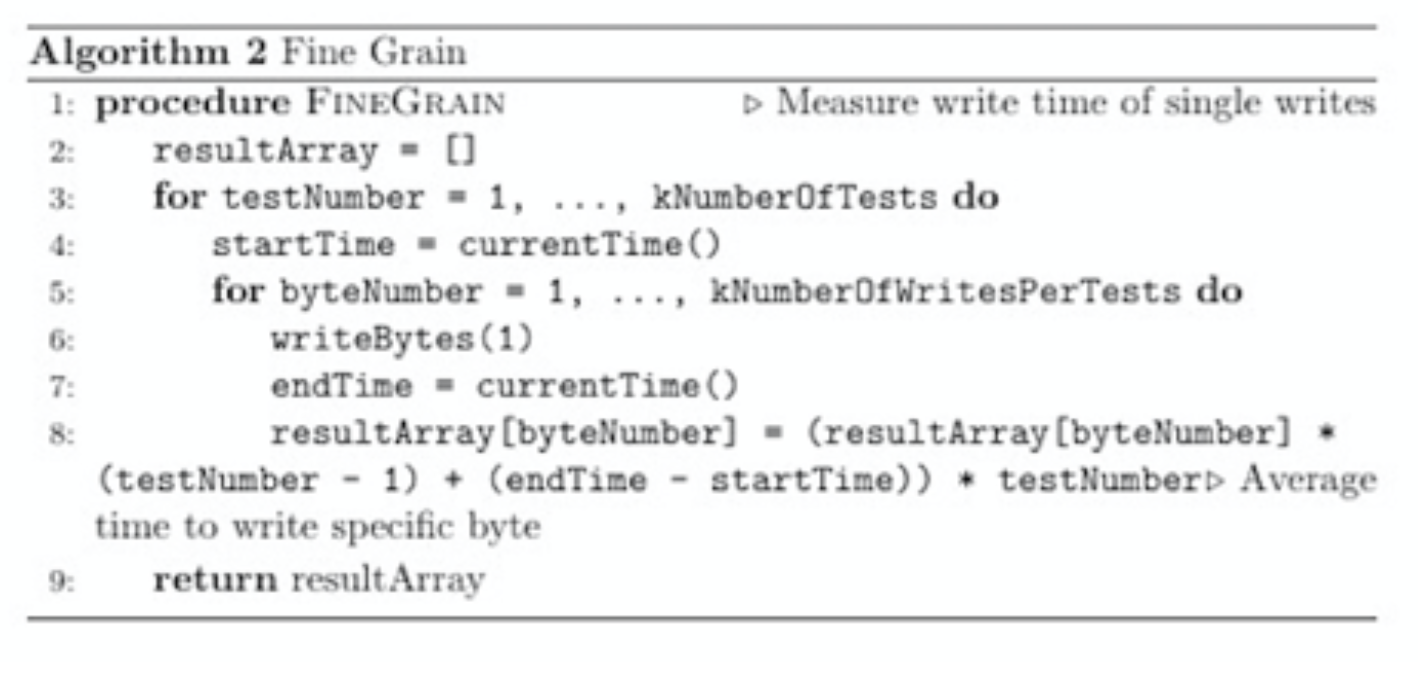 Algorithm 2 Fine Grain
1: procedure FINEGRAIN ▷ Measure write time of single writes
2: resultArray = []
3: for testNumber = 1, ..., kNumberOfTests do
4: startTime = currentTime()
5: for byteNumber = 1, ..., kNumberOfWritesPerTests do
6: writeBytes(1)
7: endTime = currentTime()
8: resultArray[byteNumber] = (resultArray[byteNumber] *
(testNumber - 1) + (endTime - startTime)) * testNumber▷ Average
time to write specific byte
9: return resultArray